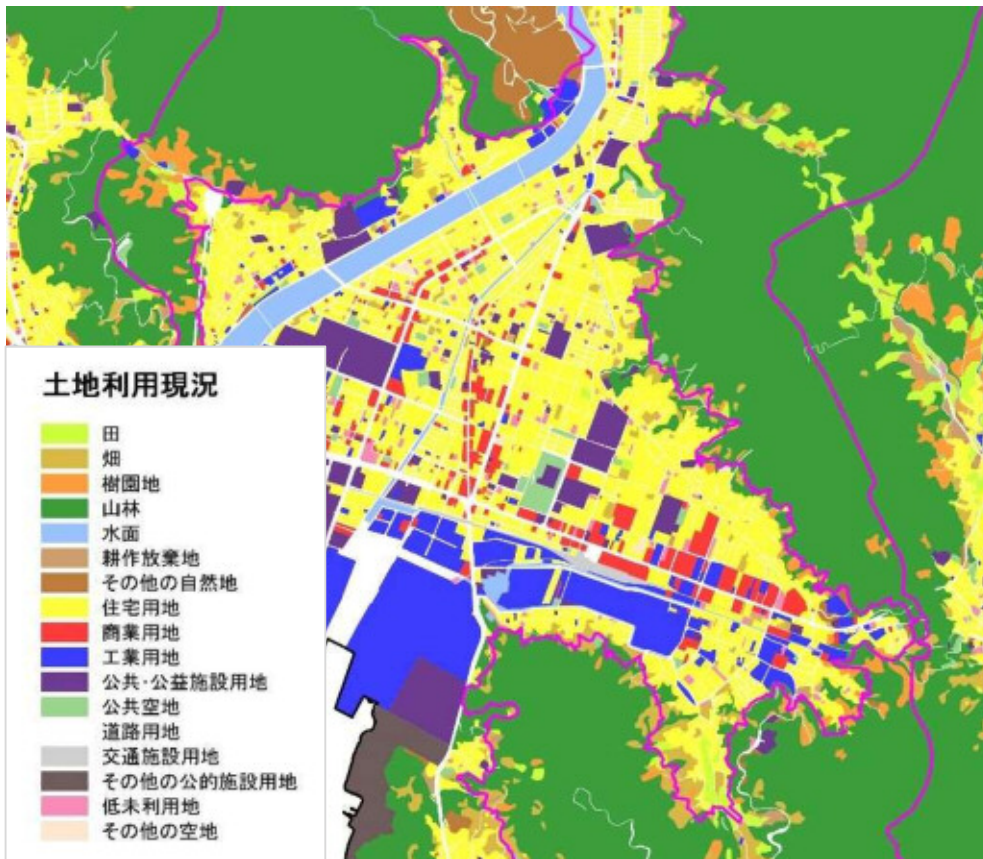 土地利用現況
田
畑
樹園地
山林
水面
耕作放棄地
その他の自然地
住宅用地
商業用地
工業用地
公共・公益施設用地
公共空地
道路用地
交通施設用地
その他の公的施設用地
低未利用地
その他の空地